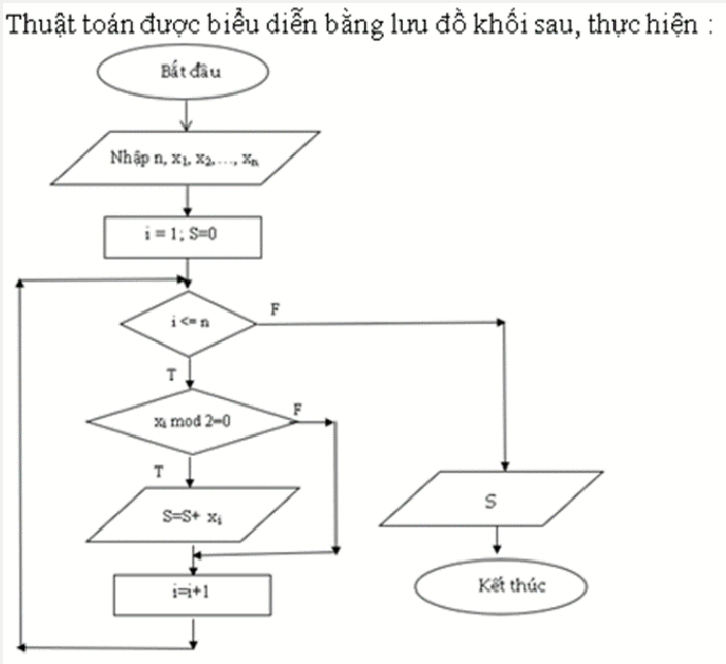 Thuật toán được biểu diễn bằng lưu đồ khối sau, thực hiện :
Bắt đầu
Nhập n, x₁, x₂,..., xₙ
i = 1; S=0
i <= n
F
T
xᵢ mod 2=0
F
T
S=S+ xᵢ
S
i=i+1
Kết thúc